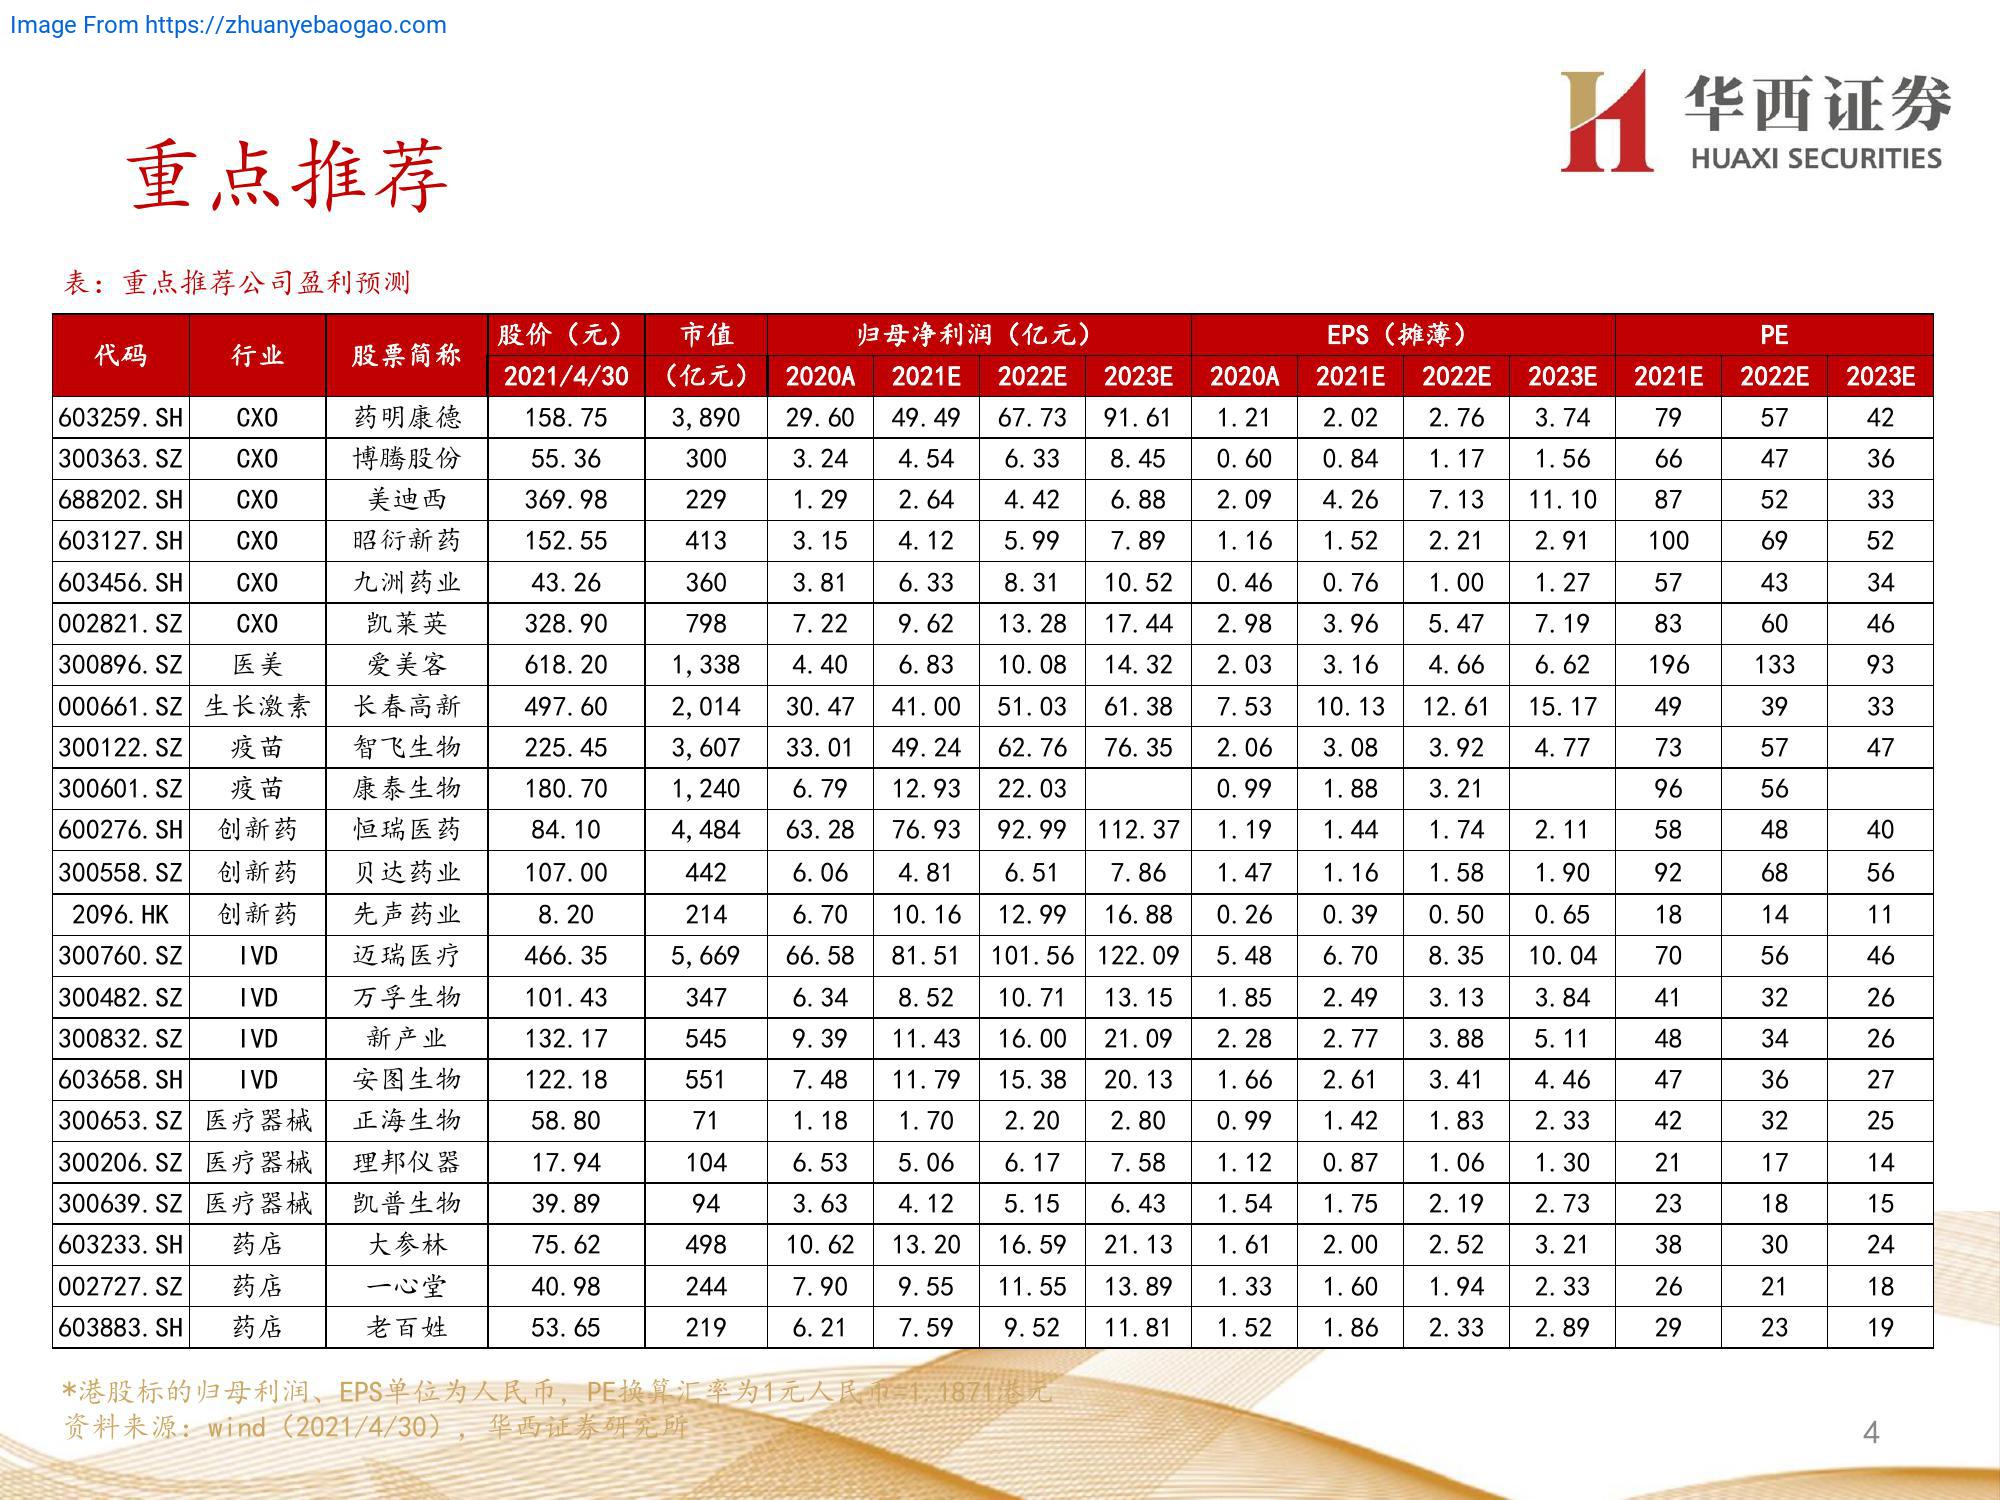 Image From https://zhuanyebaogao.com
华西证券
HUAXI SECURITIES
重点推荐
表：重点推荐公司盈利预测
代码 行业 股票简称 股价（元） 市值 归母净利润（亿元） EPS（摊薄） PE
2021/4/30 （亿元） 2020A 2021E 2022E 2023E 2020A 2021E 2022E 2023E 2021E 2022E 2023E
603259.SH CXO 药明康德 158.75 3,890 29.60 49.49 67.73 91.61 1.21 2.02 2.76 3.74 79 57 42
300363.SZ CXO 博腾股份 55.36 300 3.24 4.54 6.33 8.45 0.60 0.84 1.17 1.56 66 47 36
688202.SH CXO 美迪西 369.98 229 1.29 2.64 4.42 6.88 2.09 4.26 7.13 11.10 87 52 33
603127.SH CXO 昭衍新药 152.55 413 3.15 4.12 5.99 7.89 1.16 1.52 2.21 2.91 100 69 52
603456.SH CXO 九洲药业 43.26 360 3.81 6.33 8.31 10.52 0.46 0.76 1.00 1.27 57 43 34
002821.SZ CXO 凯莱英 328.90 798 7.22 9.62 13.28 17.44 2.98 3.96 5.47 7.19 83 60 46
300896.SZ 医美 爱美客 618.20 1,338 4.40 6.83 10.08 14.32 2.03 3.16 4.66 6.62 196 133 93
000661.SZ 生长激素 长春高新 497.60 2,014 30.47 41.00 51.03 61.38 7.53 10.13 12.61 15.17 49 39 33
300122.SZ 疫苗 智飞生物 225.45 3,607 33.01 49.24 62.76 76.35 2.06 3.08 3.92 4.77 73 57 47
300601.SZ 疫苗 康泰生物 180.70 1,240 6.79 12.93 22.03 0.99 1.88 3.21 96 56
600276.SH 创新药 恒瑞医药 84.10 4,484 63.28 76.93 92.99 112.37 1.19 1.44 1.74 2.11 58 48 40
300558.SZ 创新药 贝达药业 107.00 442 6.06 4.81 6.51 7.86 1.47 1.16 1.58 1.90 92 68 56
2096.HK 创新药 先声药业 8.20 214 6.70 10.16 12.99 16.88 0.26 0.39 0.50 0.65 18 14 11
300760.SZ IVD 迈瑞医疗 466.35 5,669 66.58 81.51 101.56 122.09 5.48 6.70 8.35 10.04 70 56 46
300482.SZ IVD 万孚生物 101.43 347 6.34 8.52 10.71 13.15 1.85 2.49 3.13 3.84 41 32 26
300832.SZ IVD 新产业 132.17 545 9.39 11.43 16.00 21.09 2.28 2.77 3.88 5.11 48 34 26
603658.SH IVD 安图生物 122.18 551 7.48 11.79 15.38 20.13 1.66 2.61 3.41 4.46 47 36 27
300653.SZ 医疗器械 正海生物 58.80 71 1.18 1.70 2.20 2.80 0.99 1.42 1.83 2.33 42 32 25
300206.SZ 医疗器械 理邦仪器 17.94 104 6.53 5.06 6.17 7.58 1.12 0.87 1.06 1.30 21 17 14
300639.SZ 医疗器械 凯普生物 39.89 94 3.63 4.12 5.15 6.43 1.54 1.75 2.19 2.73 23 18 15
603233.SH 药店 大参林 75.62 498 10.62 13.20 16.59 21.13 1.61 2.00 2.52 3.21 38 30 24
002727.SZ 药店 一心堂 40.98 244 7.90 9.55 11.55 13.89 1.33 1.60 1.94 2.33 26 21 18
603883.SH 药店 老百姓 53.65 219 6.21 7.59 9.52 11.81 1.52 1.86 2.33 2.89 29 23 19
*港股标的归母利润、EPS单位为人民币，PE换算汇率为1元人民币=1.1871港元
资料来源：wind（2021/4/30），华西证券研究所
4